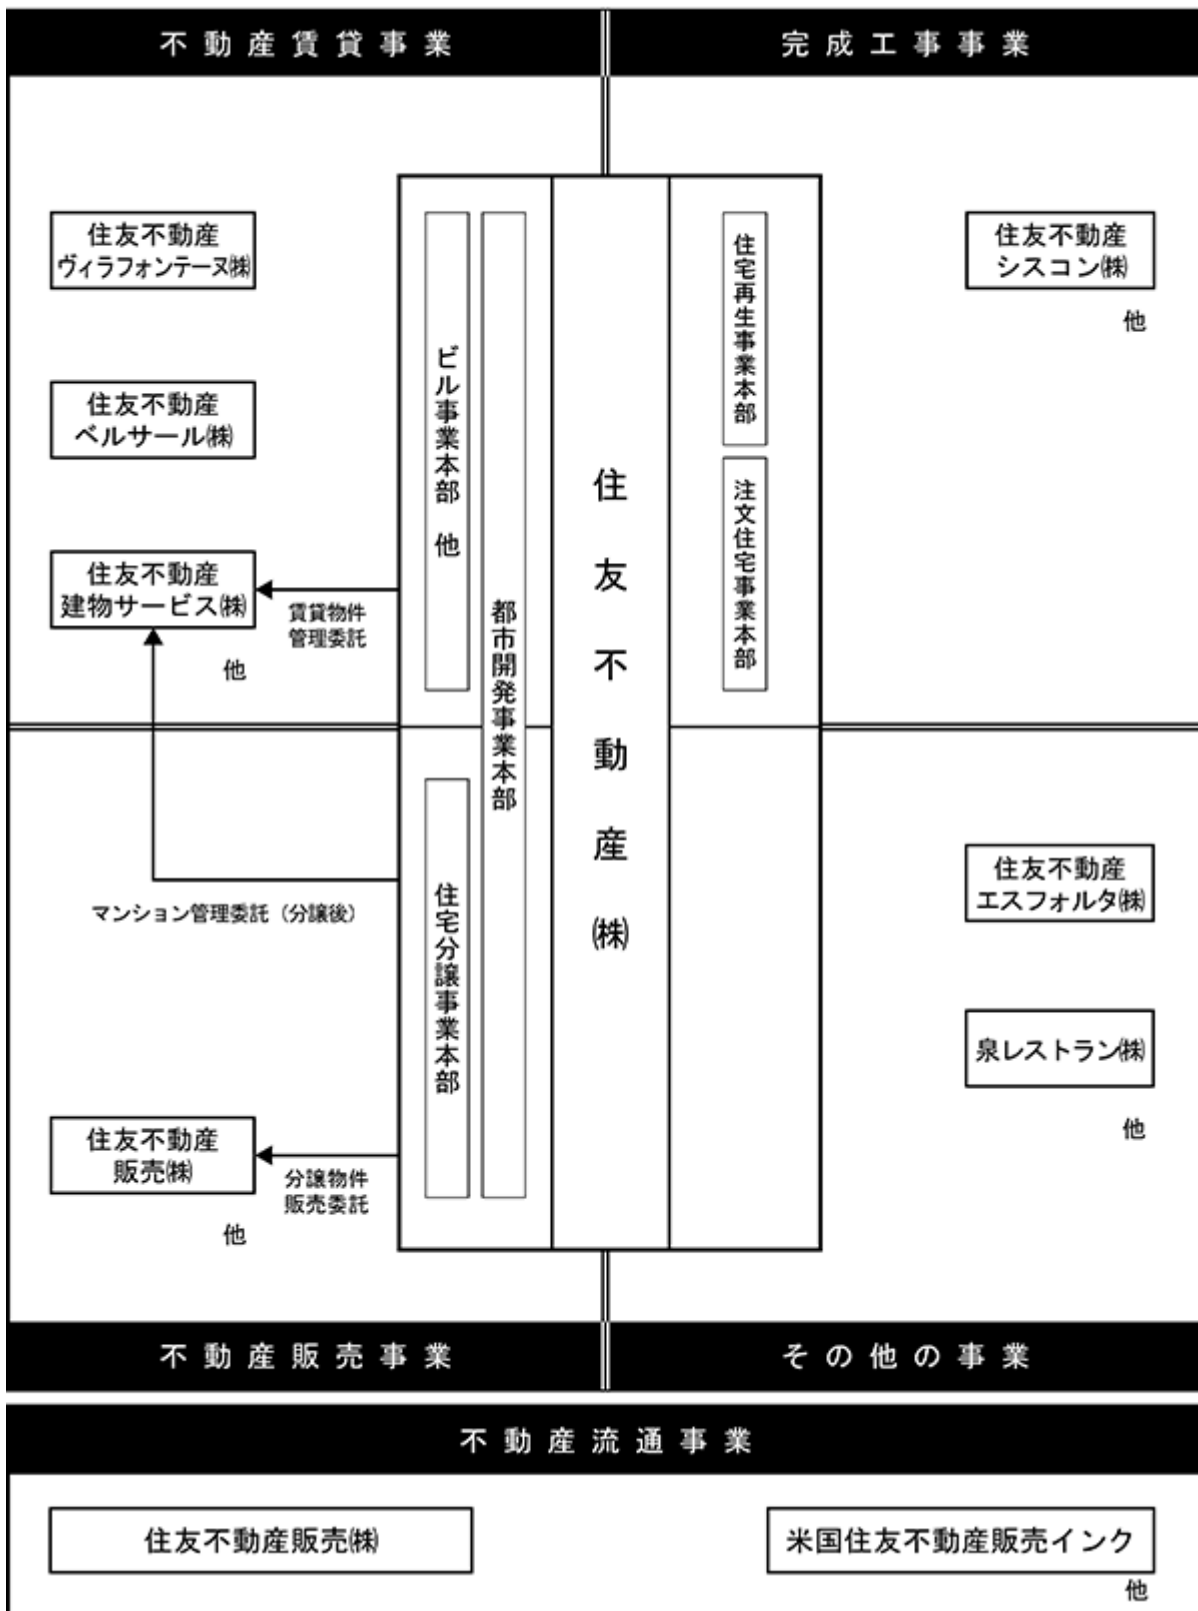 不動産賃貸事業
完成工事事業
住友不動産
ヴィラフォンテーヌ㈱
住友不動産
ベルサール㈱
住友不動産
建物サービス㈱
他
賃貸物件
管理委託
ビル事業本部 他
都市開発事業本部
住友不動産㈱
住宅再生事業本部
注文住宅事業本部
住友不動産
シスコン㈱
他
マンション管理委託（分譲後）
住宅分譲事業本部
住友不動産
販売㈱
他
分譲物件
販売委託
住友不動産
エスフォルタ㈱
泉レストラン㈱
他
不動産販売事業
その他の事業
不動産流通事業
住友不動産販売㈱
米国住友不動産販売インク
他